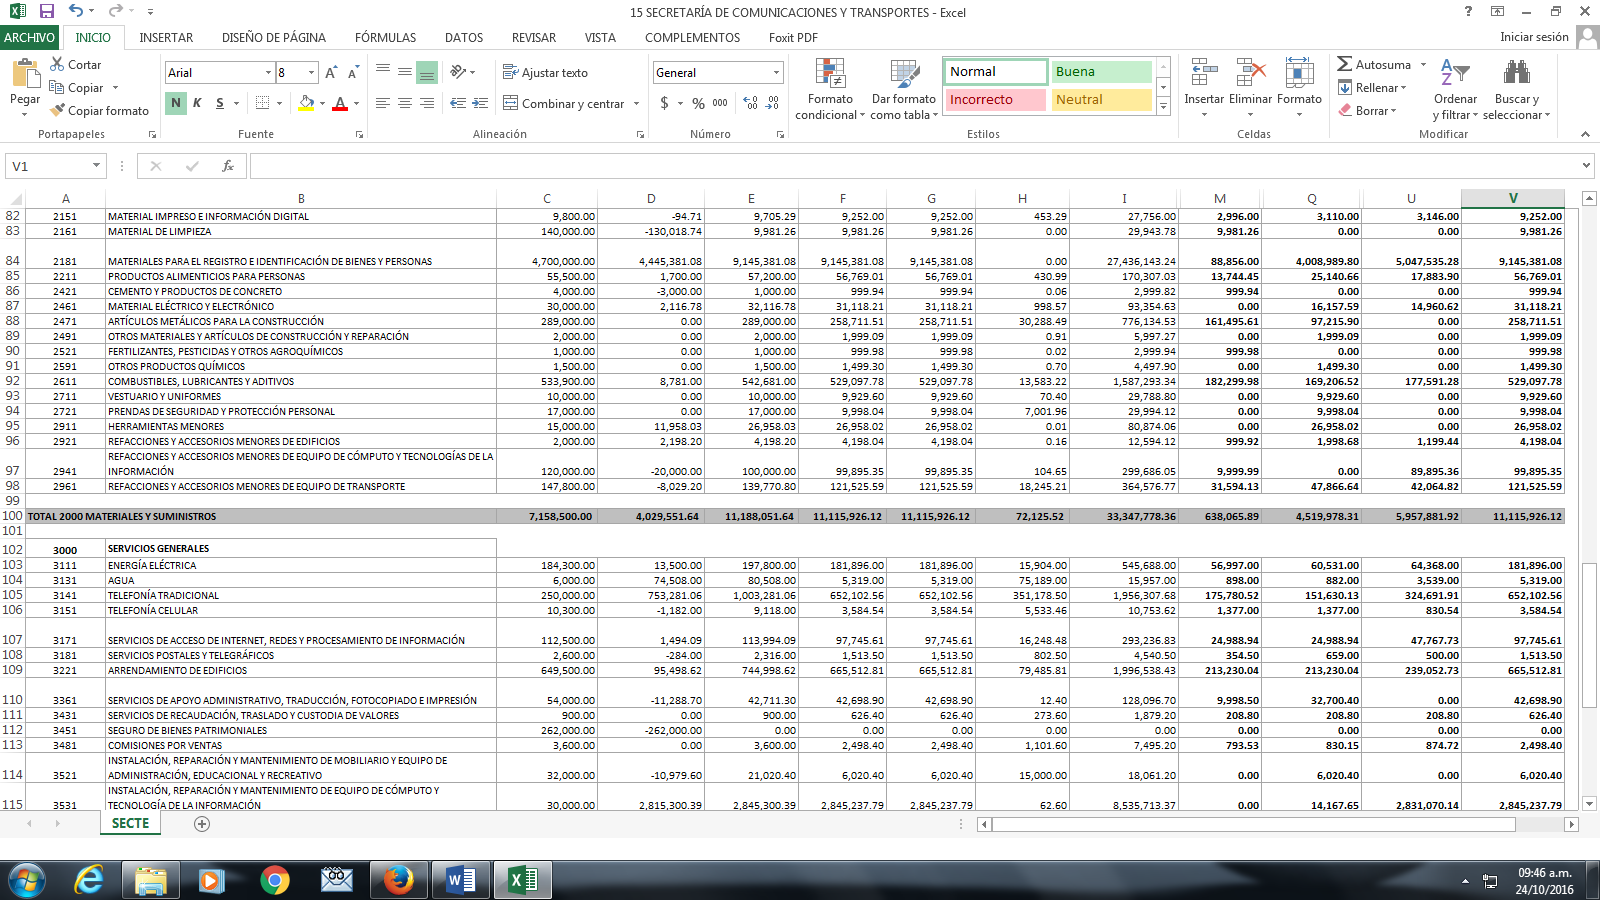 15 SECRETARÍA DE COMUNICACIONES Y TRANSPORTES - Excel
ARCHIVO INICIO INSERTAR DISEÑO DE PÁGINA FÓRMULAS DATOS REVISAR VISTA COMPLEMENTOS Foxit PDF Iniciar sesión
Pegar Cortar Copiar Copiar formato
Arial 8 N K S
Ajustar texto Combinar y centrar
General $ % 000
Formato condicional Dar formato como tabla
Normal Buena Incorrecto Neutral
Insertar Eliminar Formato
Autosuma Rellenar Borrar
Ordenar y filtrar Buscar y seleccionar
Portapapeles Fuente Alineación Número Estilos Celdas Modificar
V1 fx
A B C D E F G H I M Q U V
82 2151 MATERIAL IMPRESO E INFORMACIÓN DIGITAL 9,800.00 -94.71 9,705.29 9,252.00 9,252.00 453.29 27,756.00 2,996.00 3,110.00 3,146.00 9,252.00
83 2161 MATERIAL DE LIMPIEZA 140,000.00 -130,018.74 9,981.26 9,981.26 9,981.26 0.00 29,943.78 9,981.26 0.00 0.00 9,981.26
84 2181 MATERIALES PARA EL REGISTRO E IDENTIFICACIÓN DE BIENES Y PERSONAS 4,700,000.00 4,445,381.08 9,145,381.08 9,145,381.08 9,145,381.08 0.00 27,436,143.24 88,856.00 4,008,989.80 5,047,535.28 9,145,381.08
85 2211 PRODUCTOS ALIMENTICIOS PARA PERSONAS 55,500.00 1,700.00 57,200.00 56,769.01 56,769.01 430.99 170,307.03 13,744.45 25,140.66 17,883.90 56,769.01
86 2421 CEMENTO Y PRODUCTOS DE CONCRETO 4,000.00 -3,000.00 1,000.00 999.94 999.94 0.06 2,999.82 999.94 0.00 0.00 999.94
87 2461 MATERIAL ELÉCTRICO Y ELECTRÓNICO 30,000.00 2,116.78 32,116.78 31,118.21 31,118.21 998.57 93,354.63 0.00 16,157.59 14,960.62 31,118.21
88 2471 ARTÍCULOS METÁLICOS PARA LA CONSTRUCCIÓN 289,000.00 0.00 289,000.00 258,711.51 258,711.51 30,288.49 776,134.53 161,495.61 97,215.90 0.00 258,711.51
89 2491 OTROS MATERIALES Y ARTÍCULOS DE CONSTRUCCIÓN Y REPARACIÓN 2,000.00 0.00 2,000.00 1,999.09 1,999.09 0.91 5,997.27 0.00 1,999.09 0.00 1,999.09
90 2521 FERTILIZANTES, PESTICIDAS Y OTROS AGROQUÍMICOS 1,000.00 0.00 1,000.00 999.98 999.98 0.02 2,999.94 999.98 0.00 0.00 999.98
91 2591 OTROS PRODUCTOS QUÍMICOS 1,500.00 0.00 1,500.00 1,499.30 1,499.30 0.70 4,497.90 0.00 1,499.30 0.00 1,499.30
92 2611 COMBUSTIBLES, LUBRICANTES Y ADITIVOS 533,900.00 8,781.00 542,681.00 529,097.78 529,097.78 13,583.22 1,587,293.34 182,299.98 169,206.52 177,591.28 529,097.78
93 2711 VESTUARIO Y UNIFORMES 10,000.00 0.00 10,000.00 9,929.60 9,929.60 70.40 29,788.80 0.00 9,929.60 0.00 9,929.60
94 2721 PRENDAS DE SEGURIDAD Y PROTECCIÓN PERSONAL 17,000.00 0.00 17,000.00 9,998.04 9,998.04 7,001.96 29,994.12 0.00 9,998.04 0.00 9,998.04
95 2911 HERRAMIENTAS MENORES 15,000.00 11,958.03 26,958.03 26,958.02 26,958.02 0.01 80,874.06 0.00 26,958.02 0.00 26,958.02
96 2921 REFACCIONES Y ACCESORIOS MENORES DE EDIFICIOS 2,000.00 2,198.20 4,198.20 4,198.04 4,198.04 0.16 12,594.12 999.92 1,998.68 1,199.44 4,198.04
REFACCIONES Y ACCESORIOS MENORES DE EQUIPO DE CÓMPUTO Y TECNOLOGÍAS DE LA
97 2941 INFORMACIÓN 120,000.00 -20,000.00 100,000.00 99,895.35 99,895.35 104.65 299,686.05 9,999.99 0.00 89,895.36 99,895.35
98 2961 REFACCIONES Y ACCESORIOS MENORES DE EQUIPO DE TRANSPORTE 147,800.00 -8,029.20 139,770.80 121,525.59 121,525.59 18,245.21 364,576.77 31,594.13 47,866.64 42,064.82 121,525.59
99
100 TOTAL 2000 MATERIALES Y SUMINISTROS 7,158,500.00 4,029,551.64 11,188,051.64 11,115,926.12 11,115,926.12 72,125.52 33,347,778.36 638,065.89 4,519,978.31 5,957,881.92 11,115,926.12
101
102 3000 SERVICIOS GENERALES
103 3111 ENERGÍA ELÉCTRICA 184,300.00 13,500.00 197,800.00 181,896.00 181,896.00 15,904.00 545,688.00 56,997.00 60,531.00 64,368.00 181,896.00
104 3131 AGUA 6,000.00 74,508.00 80,508.00 5,319.00 5,319.00 75,189.00 15,957.00 898.00 882.00 3,539.00 5,319.00
105 3141 TELEFONÍA TRADICIONAL 250,000.00 753,281.06 1,003,281.06 652,102.56 652,102.56 351,178.50 1,956,307.68 175,780.52 151,630.13 324,691.91 652,102.56
106 3151 TELEFONÍA CELULAR 10,300.00 -1,182.00 9,118.00 3,584.54 3,584.54 5,533.46 10,753.62 1,377.00 1,377.00 830.54 3,584.54
107 3171 SERVICIOS DE ACCESO DE INTERNET, REDES Y PROCESAMIENTO DE INFORMACIÓN 112,500.00 1,494.09 113,994.09 97,745.61 97,745.61 16,248.48 293,236.83 24,988.94 24,988.94 47,767.73 97,745.61
108 3181 SERVICIOS POSTALES Y TELEGRÁFICOS 2,600.00 -284.00 2,316.00 1,513.50 1,513.50 802.50 4,540.50 354.50 659.00 500.00 1,513.50
109 3221 ARRENDAMIENTO DE EDIFICIOS 649,500.00 95,498.62 744,998.62 665,512.81 665,512.81 79,485.81 1,996,538.43 213,230.04 213,230.04 239,052.73 665,512.81
110 3361 SERVICIOS DE APOYO ADMINISTRATIVO, TRADUCCIÓN, FOTOCOPIADO E IMPRESIÓN 54,000.00 -11,288.70 42,711.30 42,698.90 42,698.90 12.40 128,096.70 9,998.50 32,700.40 0.00 42,698.90
111 3431 SERVICIOS DE RECAUDACIÓN, TRASLADO Y CUSTODIA DE VALORES 900.00 0.00 900.00 626.40 626.40 273.60 1,879.20 208.80 208.80 208.80 626.40
112 3451 SEGURO DE BIENES PATRIMONIALES 262,000.00 -262,000.00 0.00 0.00 0.00 0.00 0.00 0.00 0.00 0.00 0.00
113 3481 COMISIONES POR VENTAS 3,600.00 0.00 3,600.00 2,498.40 2,498.40 1,101.60 7,495.20 793.53 830.15 874.72 2,498.40
INSTALACIÓN, REPARACIÓN Y MANTENIMIENTO DE MOBILIARIO Y EQUIPO DE
114 3521 ADMINISTRACIÓN, EDUCACIONAL Y RECREATIVO 32,000.00 -10,979.60 21,020.40 6,020.40 6,020.40 15,000.00 18,061.20 0.00 6,020.40 0.00 6,020.40
INSTALACIÓN, REPARACIÓN Y MANTENIMIENTO DE EQUIPO DE CÓMPUTO Y
115 3531 TECNOLOGÍA DE LA INFORMACIÓN 30,000.00 2,815,300.39 2,845,300.39 2,845,237.79 2,845,237.79 62.60 8,535,713.37 0.00 14,167.65 2,831,070.14 2,845,237.79
SECTE
09:46 a.m.
24/10/2016